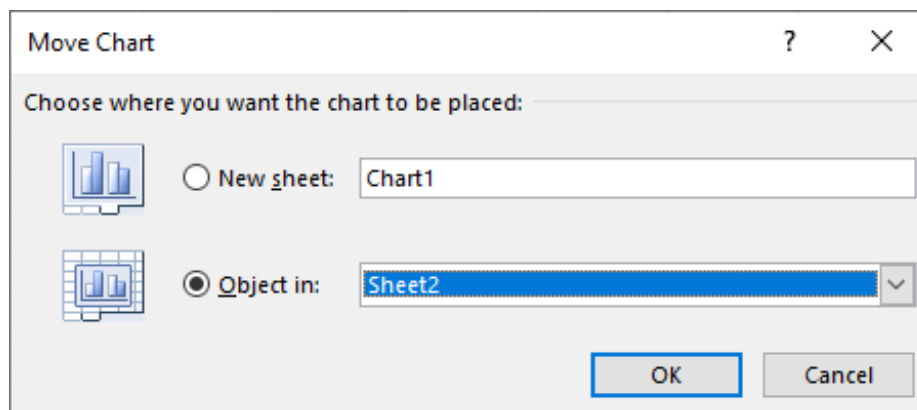 Move Chart ? X
Choose where you want the chart to be placed:
New sheet: Chart1
Object in: Sheet2
OK Cancel